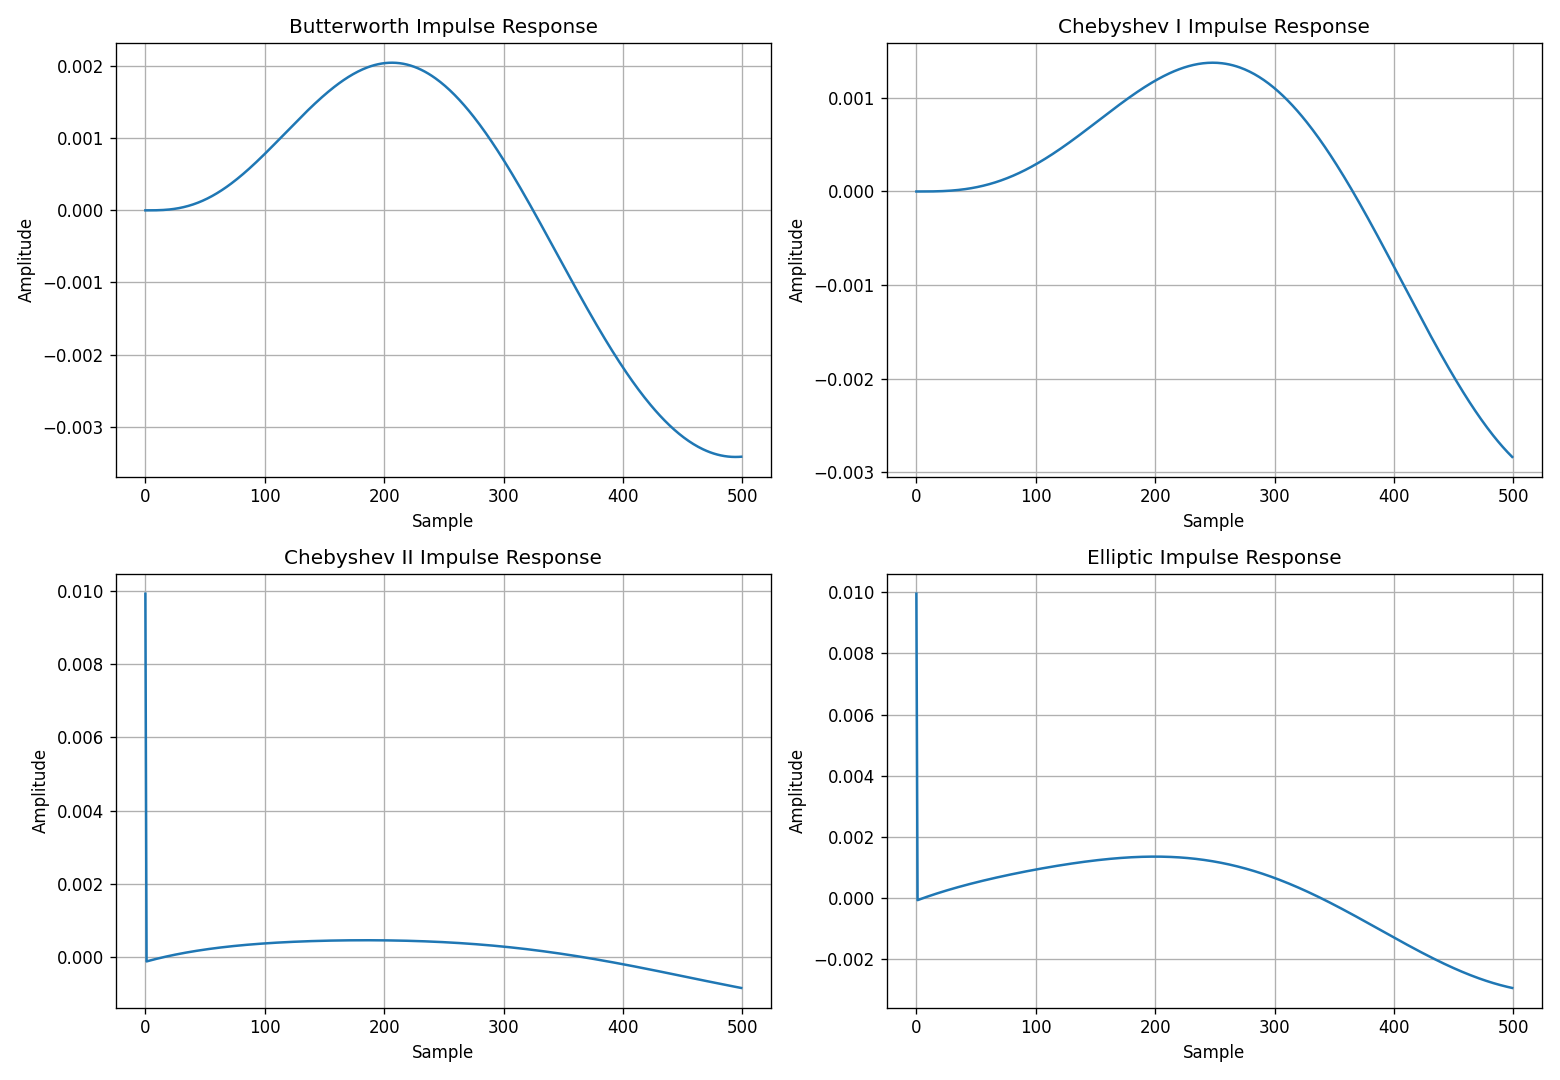 Butterworth Impulse Response
0.002
0.001
0.000
−0.001
−0.002
−0.003
Amplitude
0 100 200 300 400 500
Sample
Chebyshev I Impulse Response
0.001
0.000
−0.001
−0.002
−0.003
Amplitude
0 100 200 300 400 500
Sample
Chebyshev II Impulse Response
0.010
0.008
0.006
0.004
0.002
0.000
Amplitude
0 100 200 300 400 500
Sample
Elliptic Impulse Response
0.010
0.008
0.006
0.004
0.002
0.000
−0.002
Amplitude
0 100 200 300 400 500
Sample